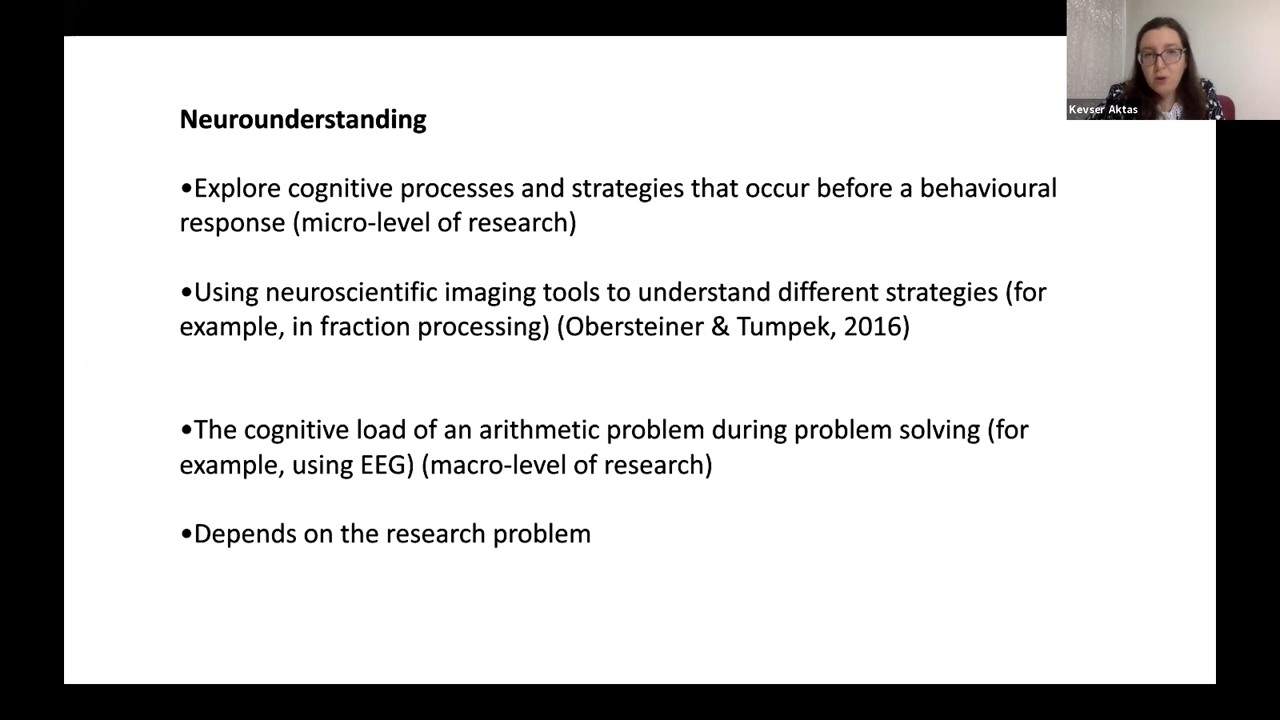 Kevser Aktas
Neurounderstanding
•Explore cognitive processes and strategies that occur before a behavioural
response (micro-level of research)
•Using neuroscientific imaging tools to understand different strategies (for
example, in fraction processing) (Obersteiner & Tumpek, 2016)
•The cognitive load of an arithmetic problem during problem solving (for
example, using EEG) (macro-level of research)
•Depends on the research problem